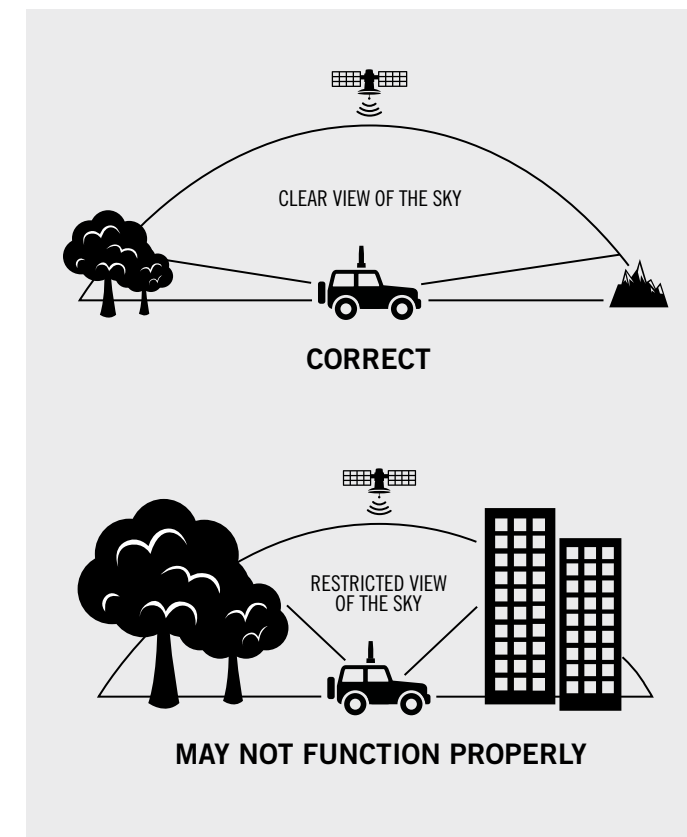 CLEAR VIEW OF THE SKY
CORRECT
RESTRICTED VIEW
OF THE SKY
MAY NOT FUNCTION PROPERLY